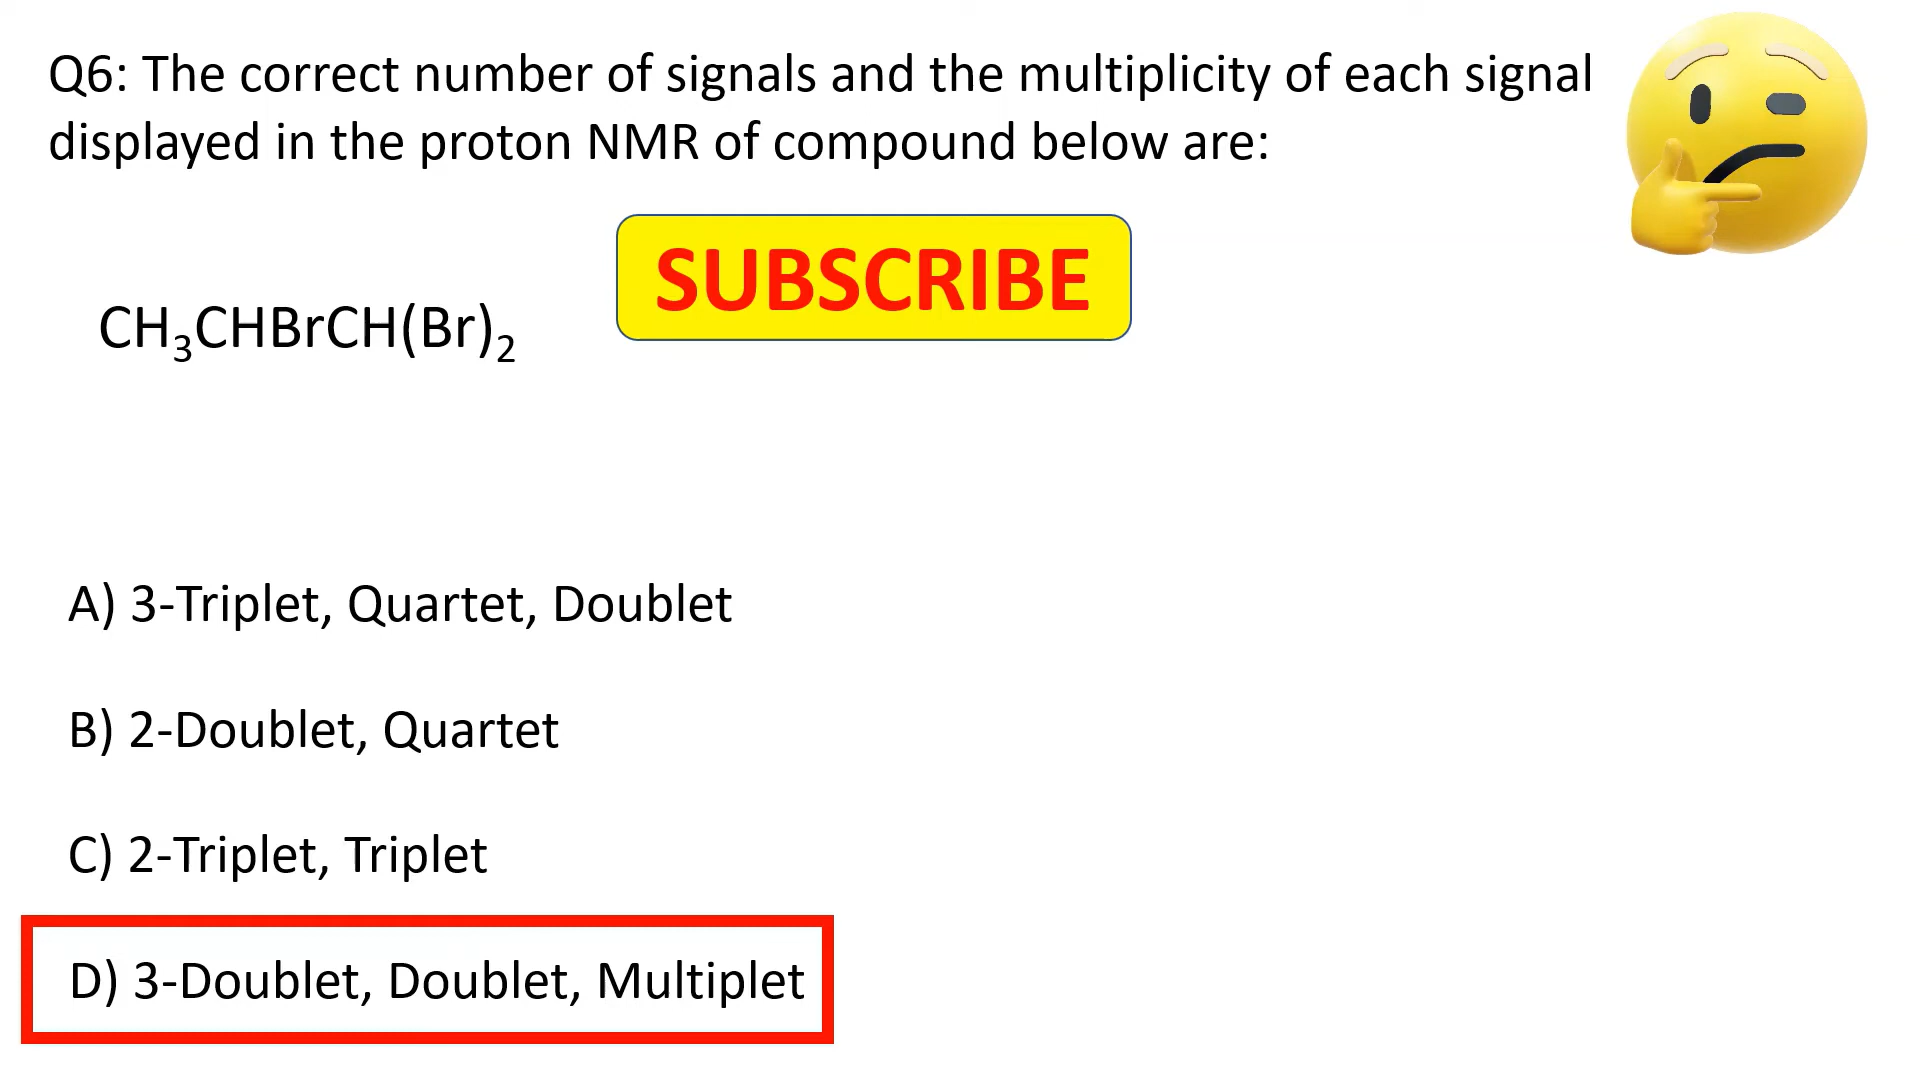 Q6: The correct number of signals and the multiplicity of each signal
displayed in the proton NMR of compound below are:
SUBSCRIBE
CH₃CHBrCH(Br)₂
A) 3-Triplet, Quartet, Doublet
B) 2-Doublet, Quartet
C) 2-Triplet, Triplet
D) 3-Doublet, Doublet, Multiplet